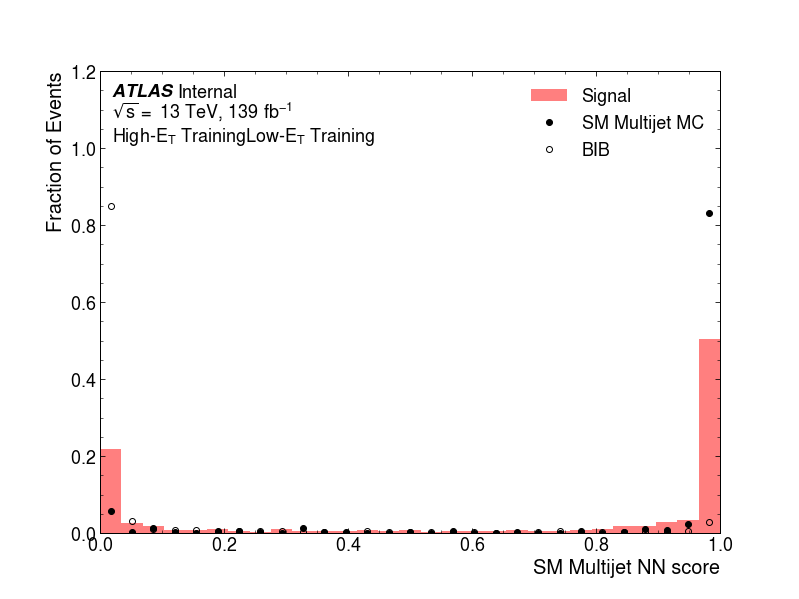 1.2
1.0
0.8
0.6
0.4
0.2
0.0
Fraction of Events
ATLAS Internal
√s = 13 TeV, 139 fb⁻¹
High-E_T TrainingLow-E_T Training
Signal
SM Multijet MC
BIB
0.0 0.2 0.4 0.6 0.8 1.0
SM Multijet NN score